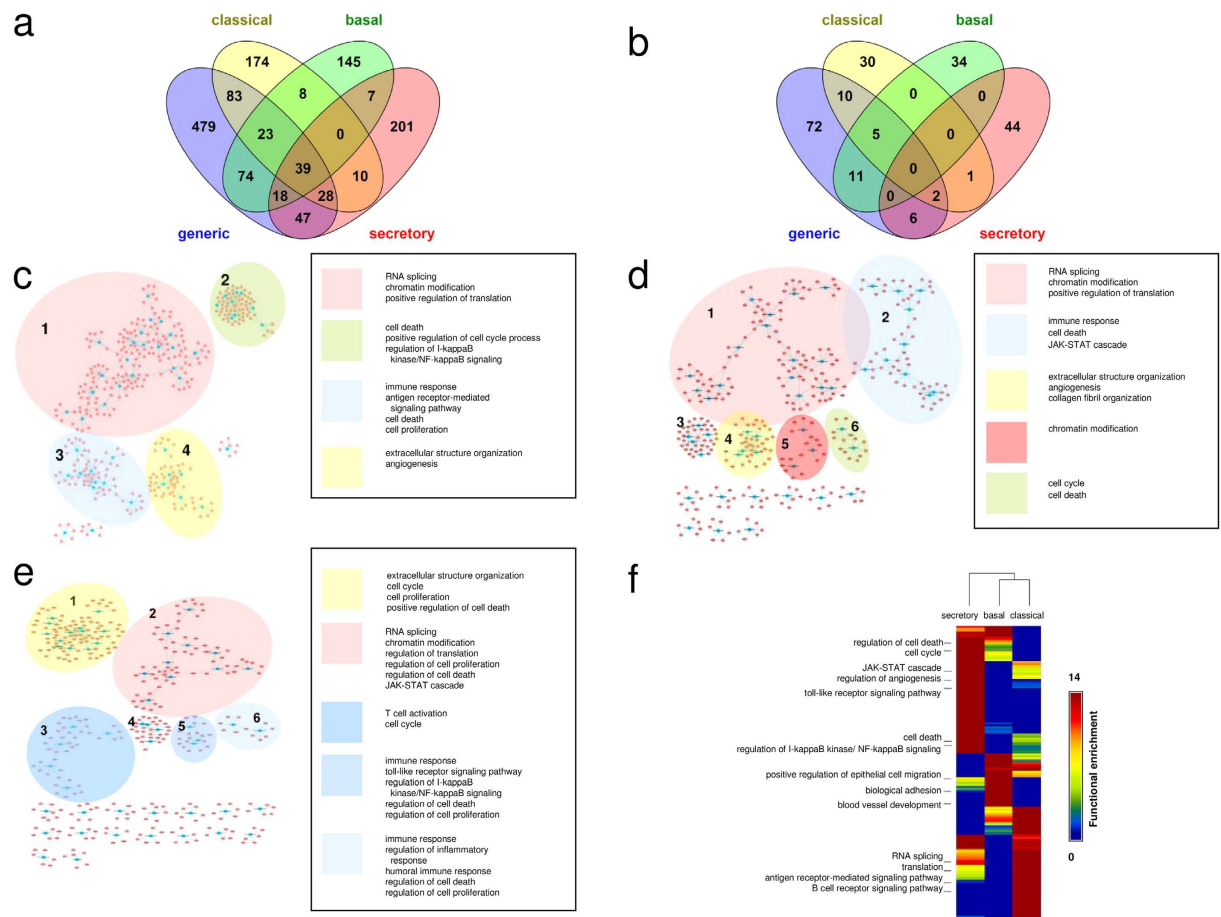 a
classical
basal
174
145
83
8
7
479
23
0
201
74
39
10
18
28
47
generic
secretory
b
classical
basal
30
34
10
0
0
72
5
0
44
11
0
1
0
2
6
generic
secretory
c
1
2
3
4
RNA splicing
chromatin modification
positive regulation of translation
cell death
positive regulation of cell cycle process
regulation of I-kappaB
kinase/NF-kappaB signaling
immune response
antigen receptor-mediated
signaling pathway
cell death
cell proliferation
extracellular structure organization
angiogenesis
d
1
2
3
4
5
6
RNA splicing
chromatin modification
positive regulation of translation
immune response
cell death
JAK-STAT cascade
extracellular structure organization
angiogenesis
collagen fibril organization
chromatin modification
cell cycle
cell death
e
1
2
3
4
5
6
extracellular structure organization
cell cycle
cell proliferation
positive regulation of cell death
RNA splicing
chromatin modification
regulation of translation
regulation of cell proliferation
regulation of cell death
JAK-STAT cascade
T cell activation
cell cycle
immune response
toll-like receptor signaling pathway
regulation of I-kappaB
kinase/NF-kappaB signaling
regulation of cell death
regulation of cell proliferation
immune response
regulation of inflammatory
response
humoral immune response
regulation of cell death
regulation of cell proliferation
f
secretory basal classical
regulation of cell death
cell cycle
JAK-STAT cascade
regulation of angiogenesis
toll-like receptor signaling pathway
cell death
regulation of I-kappaB kinase/ NF-kappaB signaling
positive regulation of epithelial cell migration
biological adhesion
blood vessel development
RNA splicing
translation
antigen receptor-mediated signaling pathway
B cell receptor signaling pathway
14
Functional enrichment
0